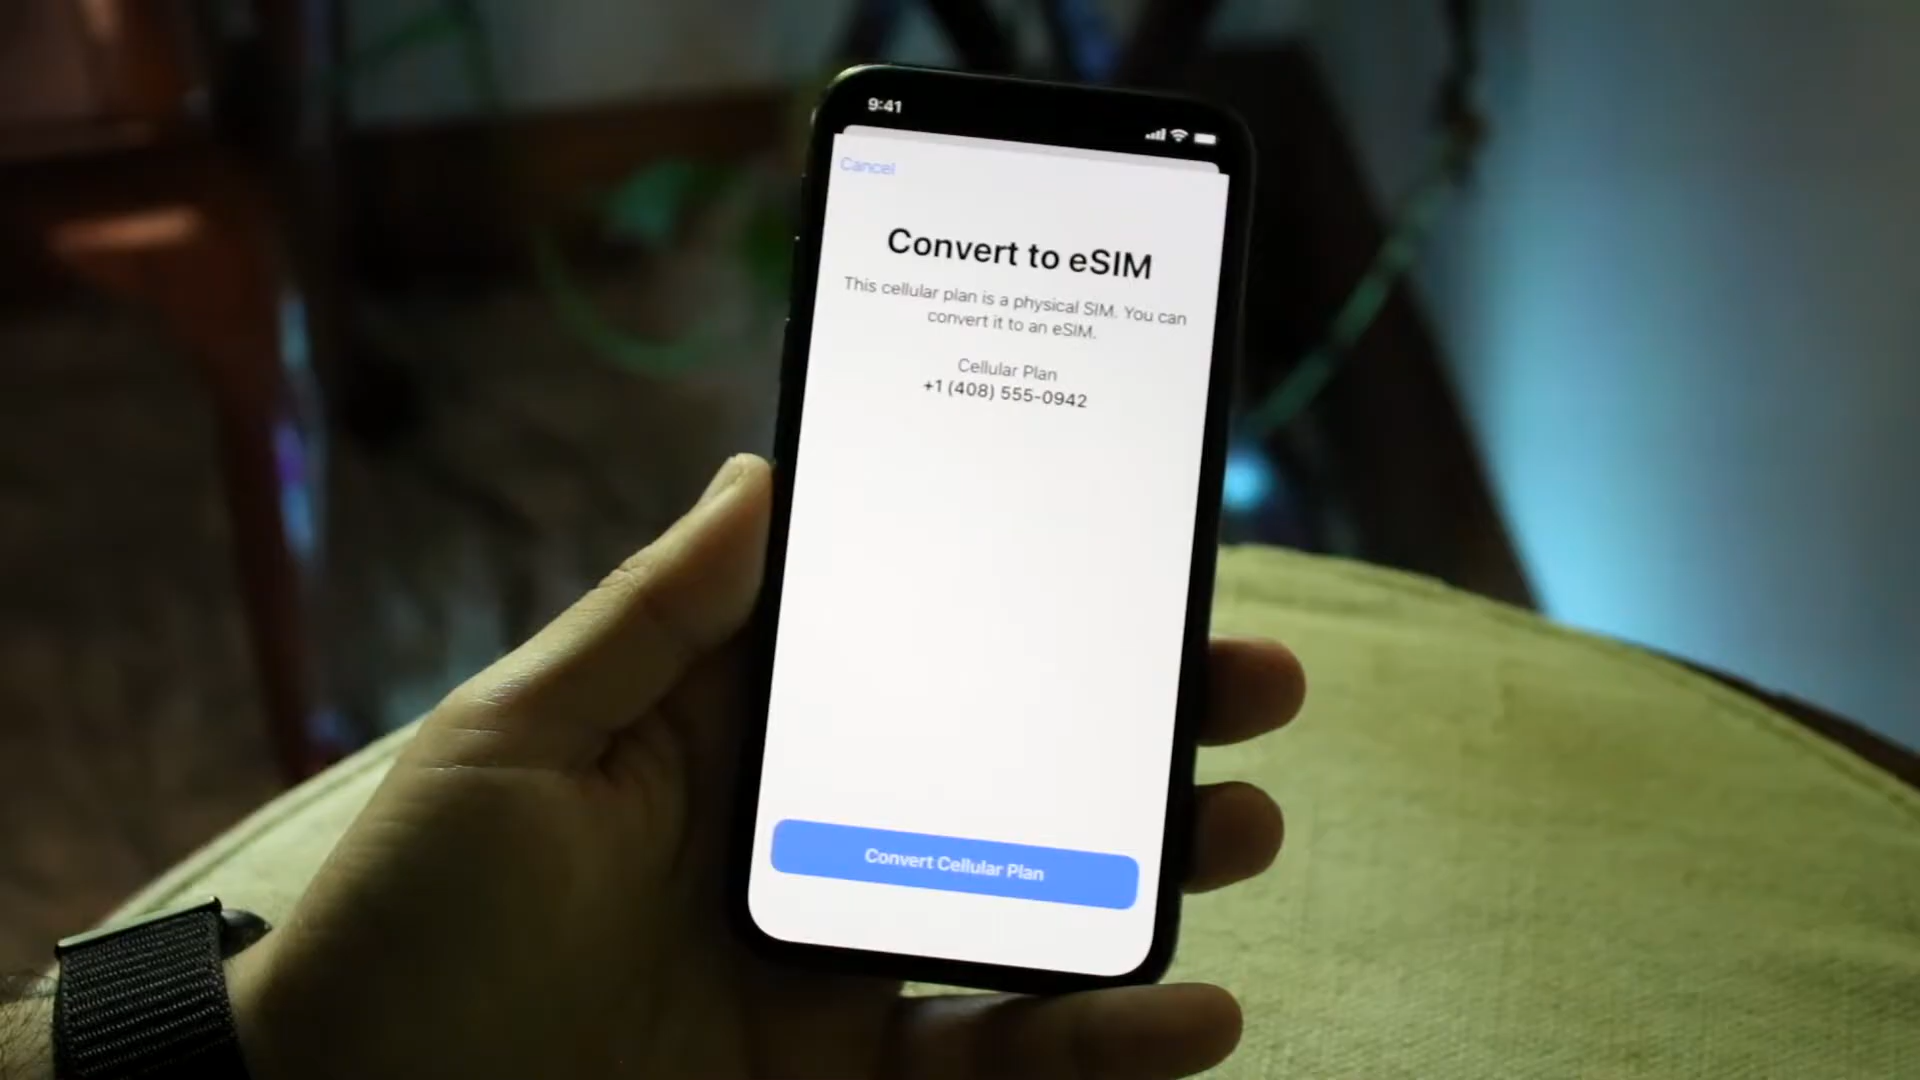 9:41
Cancel
Convert to eSIM
This cellular plan is a physical SIM. You can
convert it to an eSIM.
Cellular Plan
+1 (408) 555-0942
Convert Cellular Plan